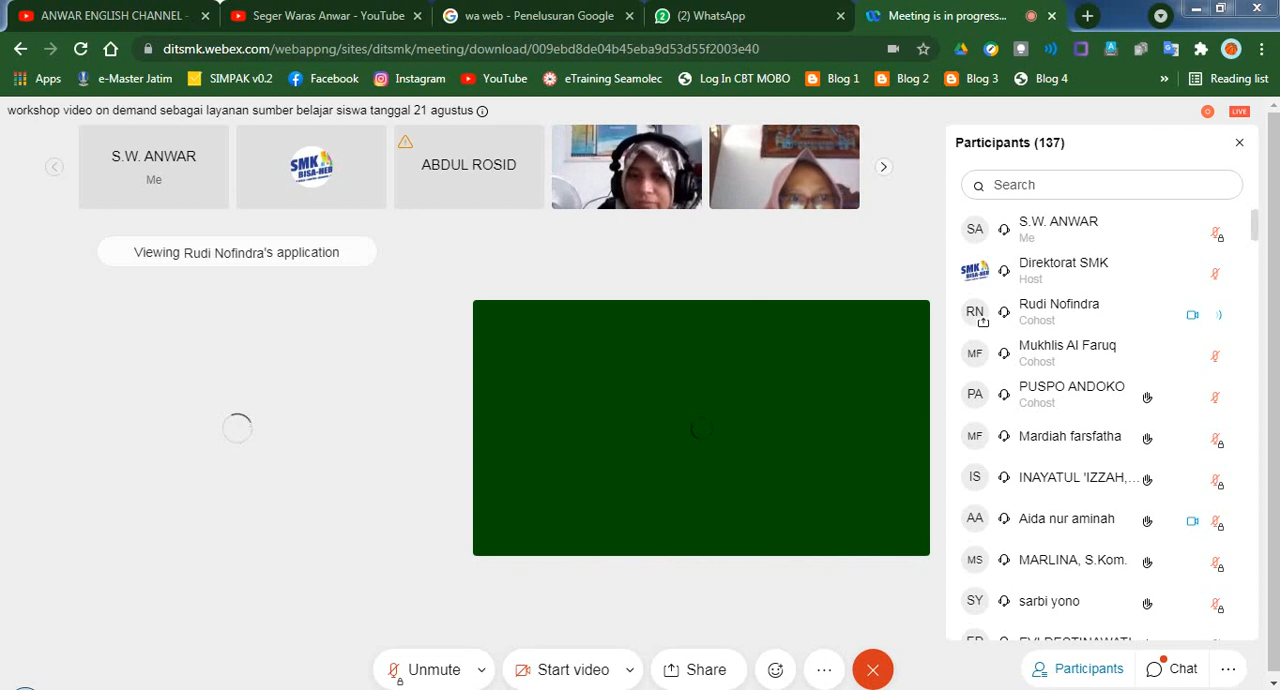 ANWAR ENGLISH CHANNEL -
Seger Waras Anwar - YouTube
wa web - Penelusuran Google
(2) WhatsApp
Meeting is in progress...
ditsmk.webex.com/webappng/sites/ditsmk/meeting/download/009ebd8de04b45eba9d53d55f2003e40
Apps e-Master Jatim SIMPAK v0.2 Facebook Instagram YouTube eTraining Seamolec Log In CBT MOBO Blog 1 Blog 2 Blog 3 Blog 4 » Reading list
workshop video on demand sebagai layanan sumber belajar siswa tanggal 21 agustus
LIVE
S.W. ANWAR
Me
SMK
BISA-HEB
ABDUL ROSID
Viewing Rudi Nofindra's application
Participants (137)
Search
SA S.W. ANWAR
Me
Direktorat SMK
Host
RN Rudi Nofindra
Cohost
MF Mukhlis Al Faruq
Cohost
PA PUSPO ANDOKO
Cohost
MF Mardiah farsfatha
IS INAYATUL 'IZZAH,...
AA Aida nur aminah
MS MARLINA, S.Kom.
SY sarbi yono
Unmute
Start video
Share
Participants
Chat